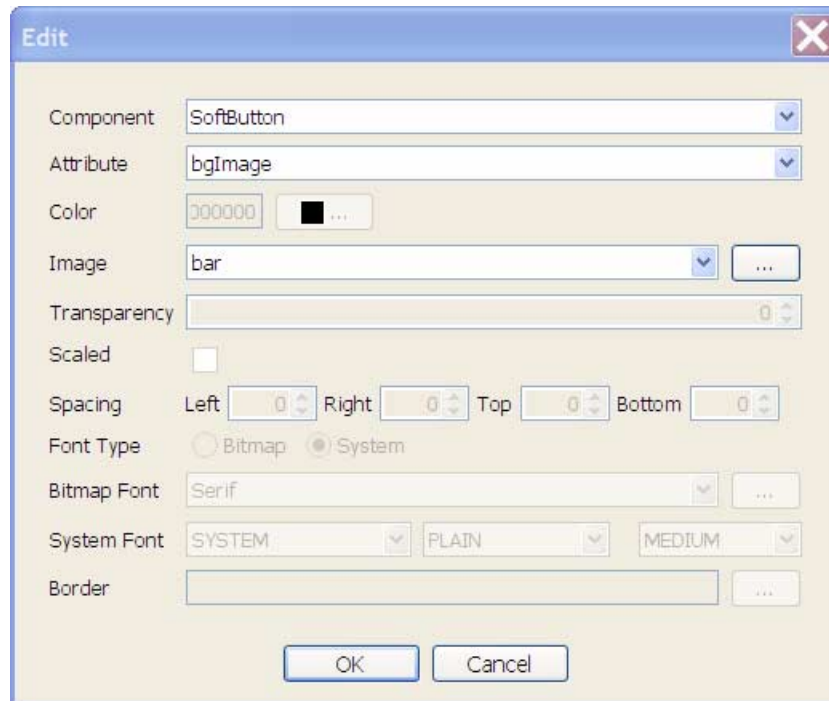 Edit
Component SoftButton
Attribute bgImage
Color 000000 ...
Image bar ...
Transparency 0
Scaled
Spacing Left 0 Right 0 Top 0 Bottom 0
Font Type Bitmap System
Bitmap Font Serif ...
System Font SYSTEM PLAIN MEDIUM
Border ...
OK Cancel